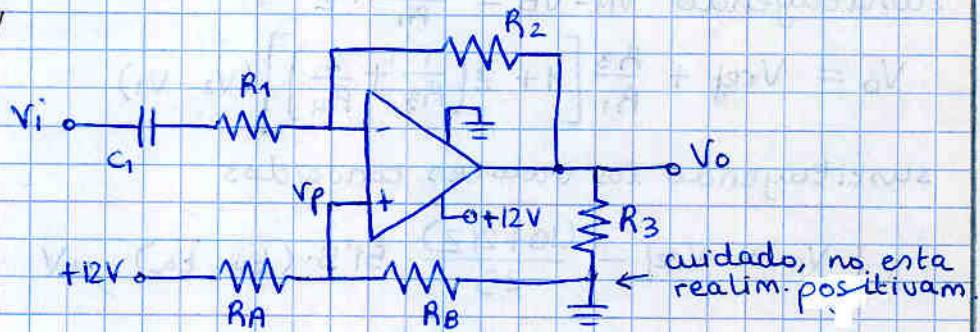 R2
Vi
C1
R1
Vp
-
+
+12V
Vo
R3
+12V
RA
RB
cuidado, no esta
realim. positivam